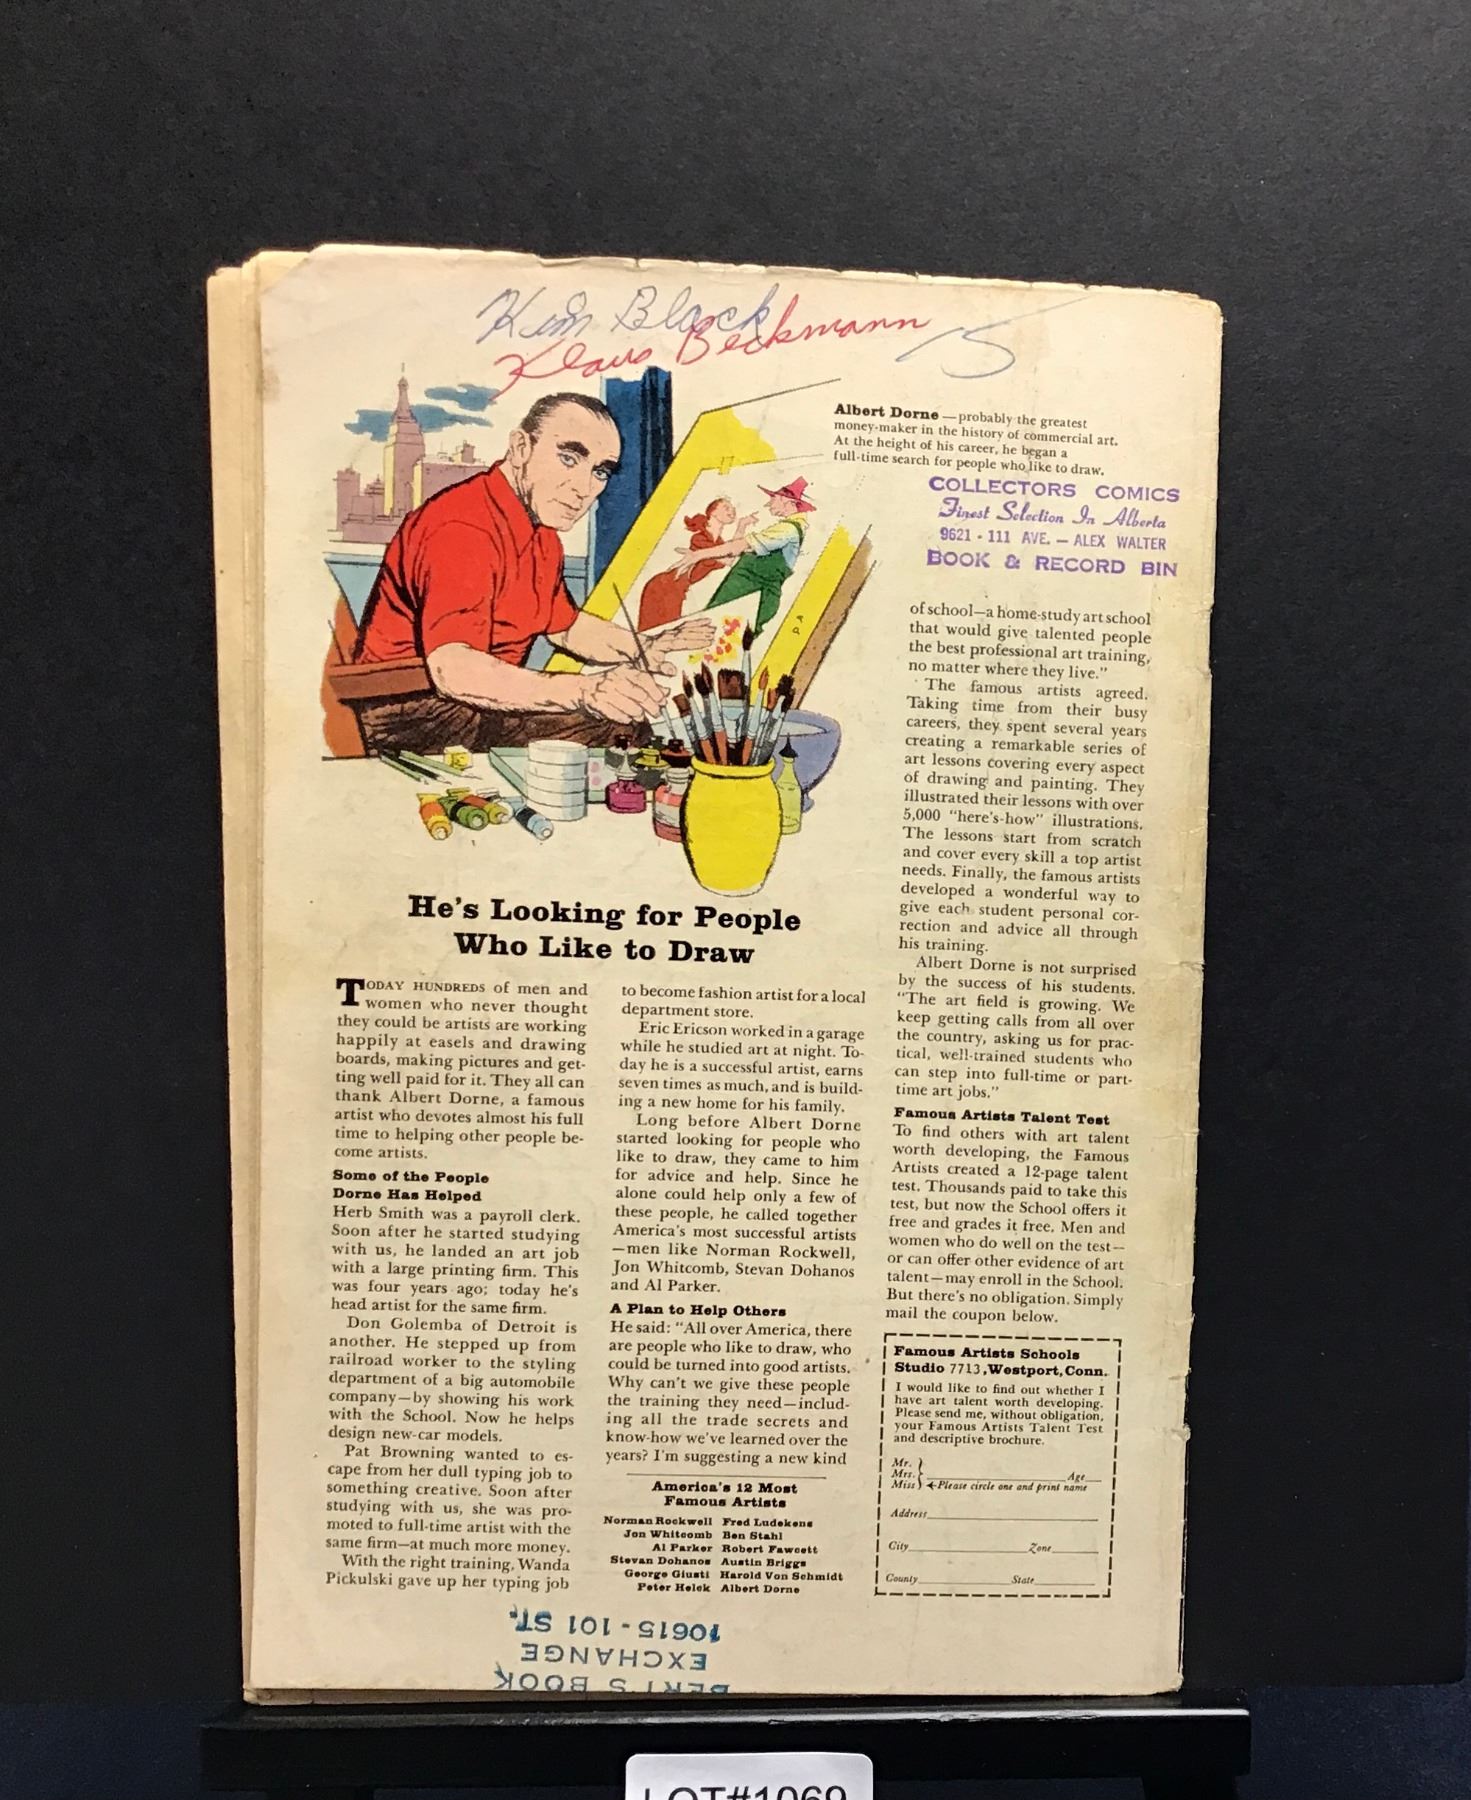 Kim Black
Klaus Beckmann
Albert Dorne—probably the greatest
money-maker in the history of commercial art.
At the height of his career, he began a
full-time search for people who like to draw.
COLLECTORS COMICS
Finest Selection In Alberta
9621 - 111 AVE. — ALEX WALTER
BOOK & RECORD BIN
He's Looking for People
Who Like to Draw
TODAY HUNDREDS of men and
women who never thought
they could be artists are working
happily at easels and drawing
boards, making pictures and get-
ting well paid for it. They all can
thank Albert Dorne, a famous
artist who devotes almost his full
time to helping other people be-
come artists.
Some of the People
Dorne Has Helped
Herb Smith was a payroll clerk.
Soon after he started studying
with us, he landed an art job
with a large printing firm. This
was four years ago; today he's
head artist for the same firm.
Don Golemba of Detroit is
another. He stepped up from
railroad worker to the styling
department of a big automobile
company—by showing his work
with the School. Now he helps
design new-car models.
Pat Browning wanted to es-
cape from her dull typing job to
something creative. Soon after
studying with us, she was pro-
moted to full-time artist with the
same firm—at much more money.
With the right training, Wanda
Pickulski gave up her typing job
to become fashion artist for a local
department store.
Eric Ericson worked in a garage
while he studied art at night. To-
day he is a successful artist, earns
seven times as much, and is build-
ing a new home for his family.
Long before Albert Dorne
started looking for people who
like to draw, they came to him
for advice and help. Since he
alone could help only a few of
these people, he called together
America's most successful artists
—men like Norman Rockwell,
Jon Whitcomb, Stevan Dohanos
and Al Parker.
A Plan to Help Others
He said: "All over America, there
are people who like to draw, who
could be turned into good artists.
Why can't we give these people
the training they need—includ-
ing all the trade secrets and
know-how we've learned over the
years? I'm suggesting a new kind
America's 12 Most
Famous Artists
Norman Rockwell Fred Ludekens
Jon Whitcomb Ben Stahl
Al Parker Robert Fawcett
Stevan Dohanos Austin Briggs
George Giusti Harold Von Schmidt
Peter Helck Albert Dorne
of school—a home-study art school
that would give talented people
the best professional art training,
no matter where they live."
The famous artists agreed.
Taking time from their busy
careers, they spent several years
creating a remarkable series of
art lessons covering every aspect
of drawing and painting. They
illustrated their lessons with over
5,000 "here's-how" illustrations.
The lessons start from scratch
and cover every skill a top artist
needs. Finally, the famous artists
developed a wonderful way to
give each student personal cor-
rection and advice all through
his training.
Albert Dorne is not surprised
by the success of his students.
"The art field is growing. We
keep getting calls from all over
the country, asking us for prac-
tical, well-trained students who
can step into full-time or part-
time art jobs."
Famous Artists Talent Test
To find others with art talent
worth developing, the Famous
Artists created a 12-page talent
test. Thousands paid to take this
test, but now the School offers it
free and grades it free. Men and
women who do well on the test—
or can offer other evidence of art
talent—may enroll in the School.
But there's no obligation. Simply
mail the coupon below.
Famous Artists Schools
Studio 7713, Westport, Conn.
I would like to find out whether I
have art talent worth developing.
Please send me, without obligation,
your Famous Artists Talent Test
and descriptive brochure.
Mr.
Mrs. Age
Miss ←Please circle one and print name
Address
City Zone
County State
BERT'S BOOK
EXCHANGE
10615 - 101 ST.
LOT#1069